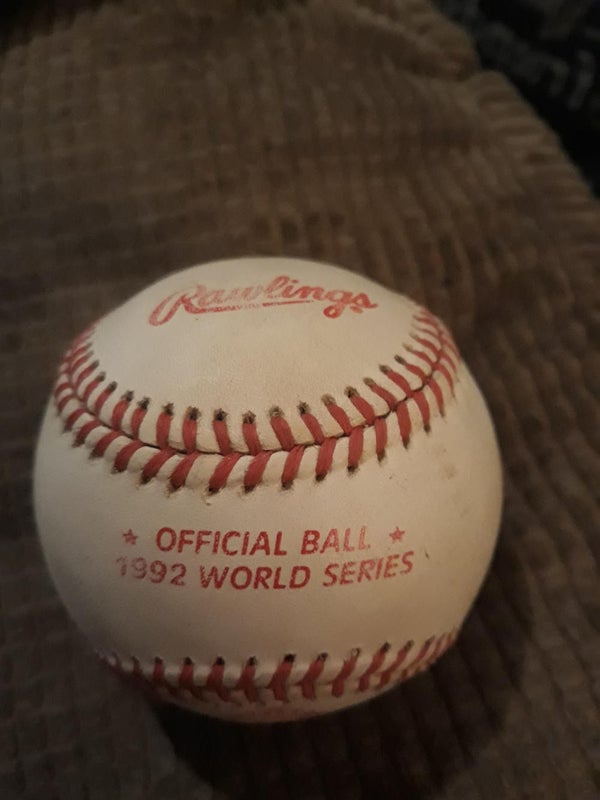 Rawlings
★ OFFICIAL BALL ★
1992 WORLD SERIES